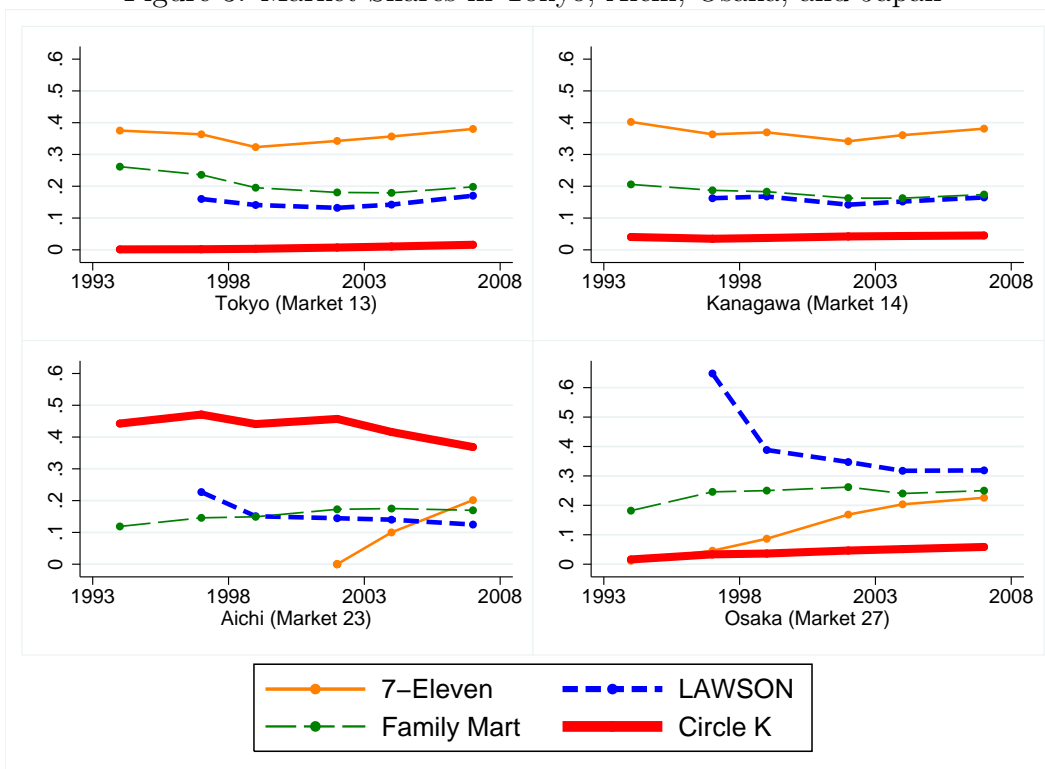 Figure 3: Market Shares in Tokyo, Aichi, Osaka, and Japan
.6
.5
.4
.3
.2
.1
0
1993 1998 2003 2008
Tokyo (Market 13)
.6
.5
.4
.3
.2
.1
0
1993 1998 2003 2008
Kanagawa (Market 14)
.6
.5
.4
.3
.2
.1
0
1993 1998 2003 2008
Aichi (Market 23)
.6
.5
.4
.3
.2
.1
0
1993 1998 2003 2008
Osaka (Market 27)
7−Eleven LAWSON
Family Mart Circle K